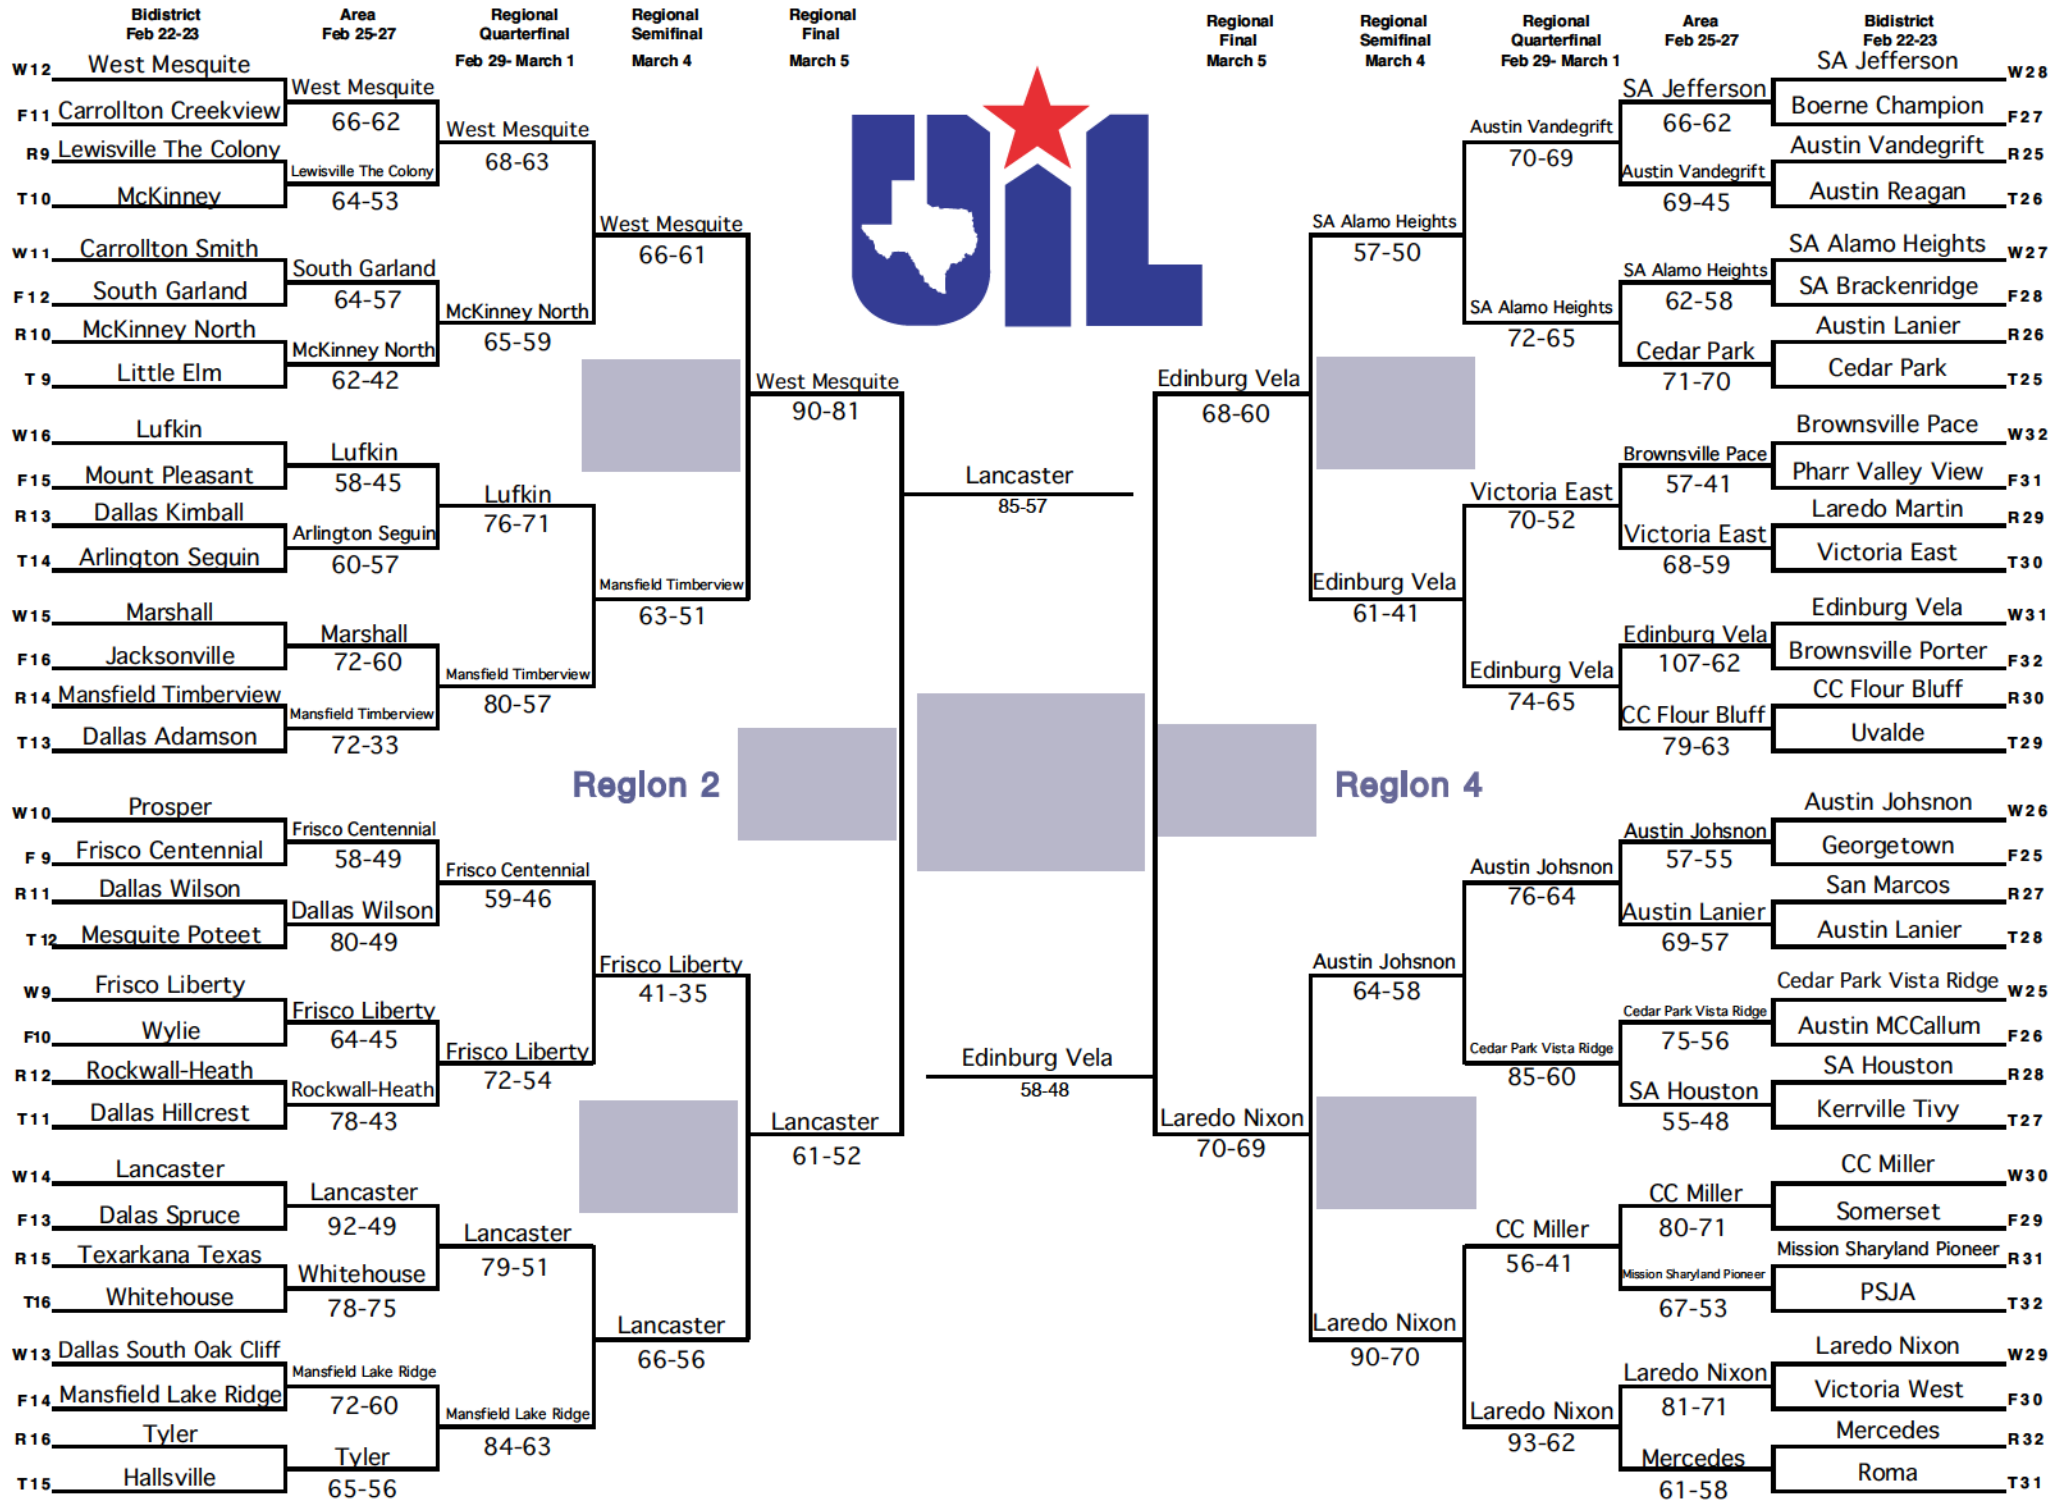 Bidistrict
Feb 22-23
Area
Feb 25-27
Regional
Quarterfinal
Feb 29- March 1
Regional
Semifinal
March 4
Regional
Final
March 5
W12 West Mesquite
F11 Carrollton Creekview
R9 Lewisville The Colony
T10 McKinney
W11 Carrollton Smith
F12 South Garland
R10 McKinney North
T9 Little Elm
W16 Lufkin
F15 Mount Pleasant
R13 Dallas Kimball
T14 Arlington Seguin
W15 Marshall
F16 Jacksonville
R14 Mansfield Timberview
T13 Dallas Adamson
W10 Prosper
F9 Frisco Centennial
R11 Dallas Wilson
T12 Mesquite Poteet
W9 Frisco Liberty
F10 Wylie
R12 Rockwall-Heath
T11 Dallas Hillcrest
W14 Lancaster
F13 Dalas Spruce
R15 Texarkana Texas
T16 Whitehouse
W13 Dallas South Oak Cliff
F14 Mansfield Lake Ridge
R16 Tyler
T15 Hallsville
West Mesquite
66-62
Lewisville The Colony
64-53
South Garland
64-57
McKinney North
62-42
Lufkin
58-45
Arlington Seguin
60-57
Marshall
72-60
Mansfield Timberview
72-33
Frisco Centennial
58-49
Dallas Wilson
80-49
Frisco Liberty
64-45
Rockwall-Heath
78-43
Lancaster
92-49
Whitehouse
78-75
Mansfield Lake Ridge
72-60
Tyler
65-56
West Mesquite
68-63
McKinney North
65-59
Lufkin
76-71
Mansfield Timberview
80-57
Frisco Centennial
59-46
Frisco Liberty
72-54
Lancaster
79-51
Mansfield Lake Ridge
84-63
West Mesquite
66-61
Mansfield Timberview
63-51
Region 2
Frisco Liberty
41-35
Lancaster
66-56
West Mesquite
90-81
Lancaster
61-52
UIL
Lancaster
85-57
Edinburg Vela
58-48
Regional
Final
March 5
Regional
Semifinal
March 4
Regional
Quarterfinal
Feb 29- March 1
Area
Feb 25-27
Bidistrict
Feb 22-23
Edinburg Vela
68-60
Laredo Nixon
70-69
SA Alamo Heights
57-50
Edinburg Vela
61-41
Region 4
Austin Johsnon
64-58
Laredo Nixon
90-70
Austin Vandegrift
70-69
SA Alamo Heights
72-65
Victoria East
70-52
Edinburg Vela
74-65
Austin Johsnon
76-64
Cedar Park Vista Ridge
85-60
CC Miller
56-41
Laredo Nixon
93-62
SA Jefferson
66-62
Austin Vandegrift
69-45
SA Alamo Heights
62-58
Cedar Park
71-70
Brownsville Pace
57-41
Victoria East
68-59
Edinburg Vela
107-62
CC Flour Bluff
79-63
Austin Johsnon
57-55
Austin Lanier
69-57
Cedar Park Vista Ridge
75-56
SA Houston
55-48
CC Miller
80-71
Mission Sharyland Pioneer
67-53
Laredo Nixon
81-71
Mercedes
61-58
SA Jefferson W28
Boerne Champion F27
Austin Vandegrift R25
Austin Reagan T26
SA Alamo Heights W27
SA Brackenridge F28
Austin Lanier R26
Cedar Park T25
Brownsville Pace W32
Pharr Valley View F31
Laredo Martin R29
Victoria East T30
Edinburg Vela W31
Brownsville Porter F32
CC Flour Bluff R30
Uvalde T29
Austin Johsnon W26
Georgetown F25
San Marcos R27
Austin Lanier T28
Cedar Park Vista Ridge W25
Austin MCCallum F26
SA Houston R28
Kerrville Tivy T27
CC Miller W30
Somerset F29
Mission Sharyland Pioneer R31
PSJA T32
Laredo Nixon W29
Victoria West F30
Mercedes R32
Roma T31